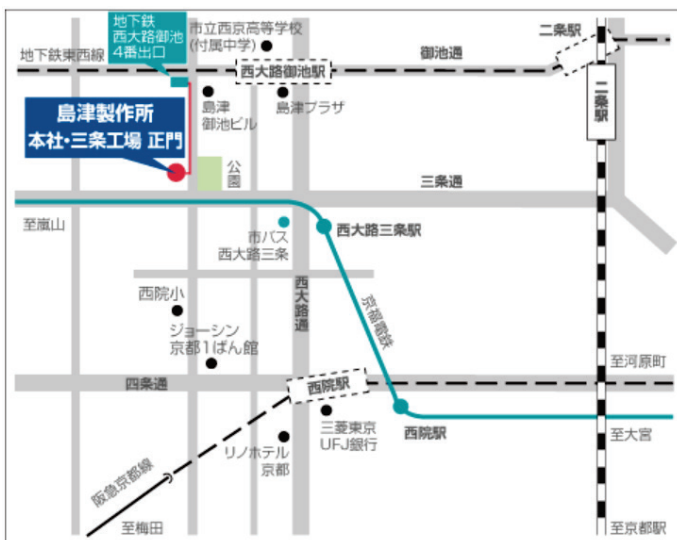 地下鉄
西大路御池
4番出口
市立西京高等学校
(付属中学)
二条駅
地下鉄東西線
御池通
西大路御池駅
二条駅
島津製作所
本社・三条工場 正門
島津
御池ビル
島津プラザ
公園
三条通
至嵐山
市バス
西大路三条
西大路三条駅
西大路通
京福電鉄
西院小
ジョーシン
京都1ばん館
至河原町
四条通
西院駅
西院駅
三菱東京
UFJ銀行
至大宮
リノホテル
京都
阪急京都線
至梅田
至京都駅